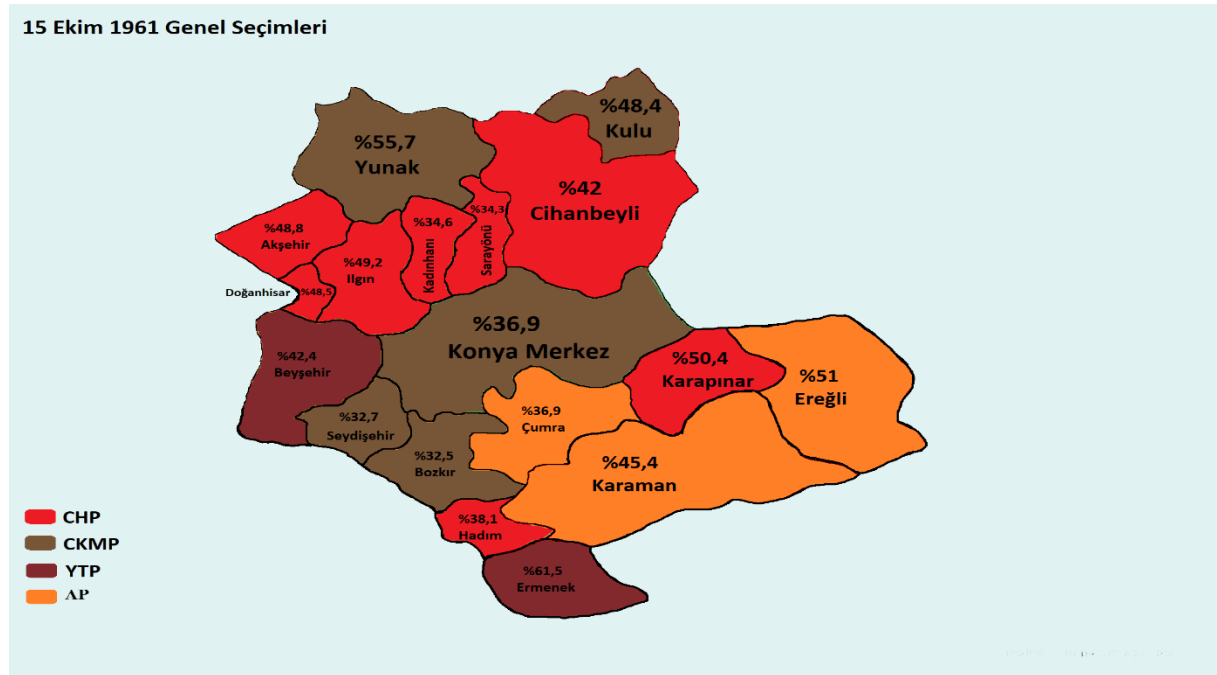 15 Ekim 1961 Genel Seçimleri
%48,4
Kulu
%55,7
Yunak
%42
Cihanbeyli
%34,3
Sarayönü
%34,6
Kadınhanı
%48,8
Akşehir
%49,2
Ilgın
Doğanhisar
%48,5
%36,9
Konya Merkez
%42,4
Beyşehir
%50,4
Karapınar
%51
Ereğli
%32,7
Seydişehir
%36,9
Çumra
%32,5
Bozkır
%45,4
Karaman
%38,1
Hadım
%61,5
Ermenek
CHP
CKMP
YTP
AP